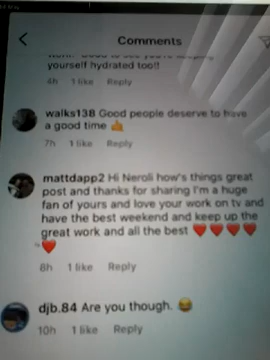 Comments
yourself hydrated too!!
4h 1 like Reply
walks138 Good people deserve to have
a good time 🤙
7h 1 like Reply
mattdapp2 Hi Neroli how's things great
post and thanks for sharing I'm a huge
fan of yours and love your work on tv and
have the best weekend and keep up the
great work and all the best ❤️❤️❤️❤️
❤️
8h 1 like Reply
djb.84 Are you though. 😂
10h 1 like Reply